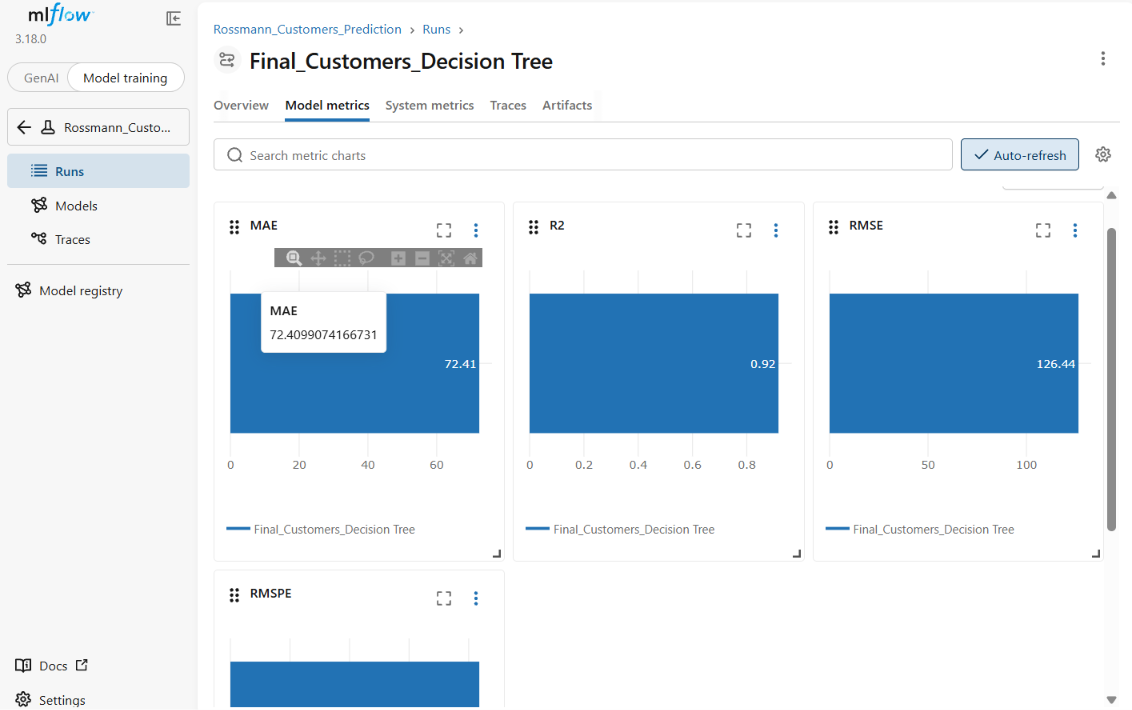 mlflow
3.18.0
GenAI
Model training
Rossmann_Custo...
Runs
Models
Traces
Model registry
Docs
Settings
Rossmann_Customers_Prediction > Runs >
Final_Customers_Decision Tree
Overview Model metrics System metrics Traces Artifacts
Search metric charts
Auto-refresh
MAE
MAE
72.4099074166731
72.41
0 20 40 60
Final_Customers_Decision Tree
R2
0.92
0 0.2 0.4 0.6 0.8
Final_Customers_Decision Tree
RMSE
126.44
0 50 100
Final_Customers_Decision Tree
RMSPE